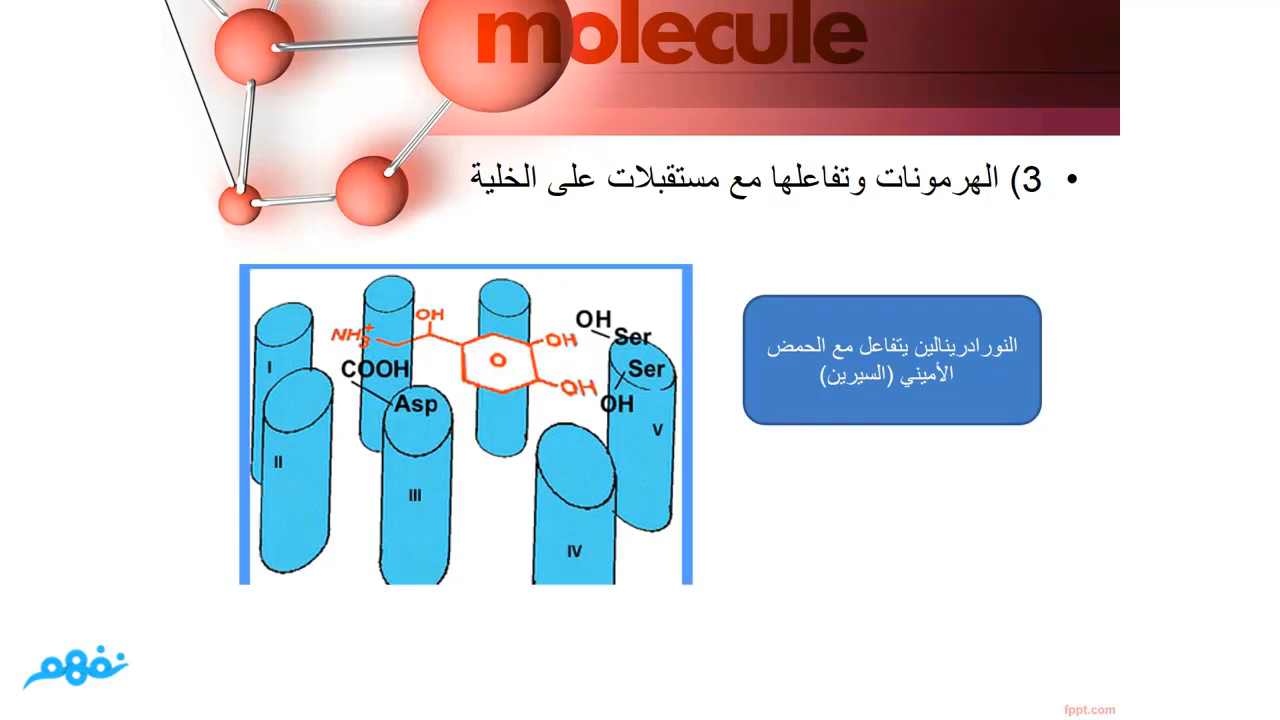 molecule
• 3) الهرمونات وتفاعلها مع مستقبلات على الخلية
OH
OH
Ser
NH3+
OH
COOH
Ser
I
O
OH
Asp
OH
V
II
III
IV
النورادرينالين يتفاعل مع الحمض
الأميني (السيرين)
نفهم
fppt.com